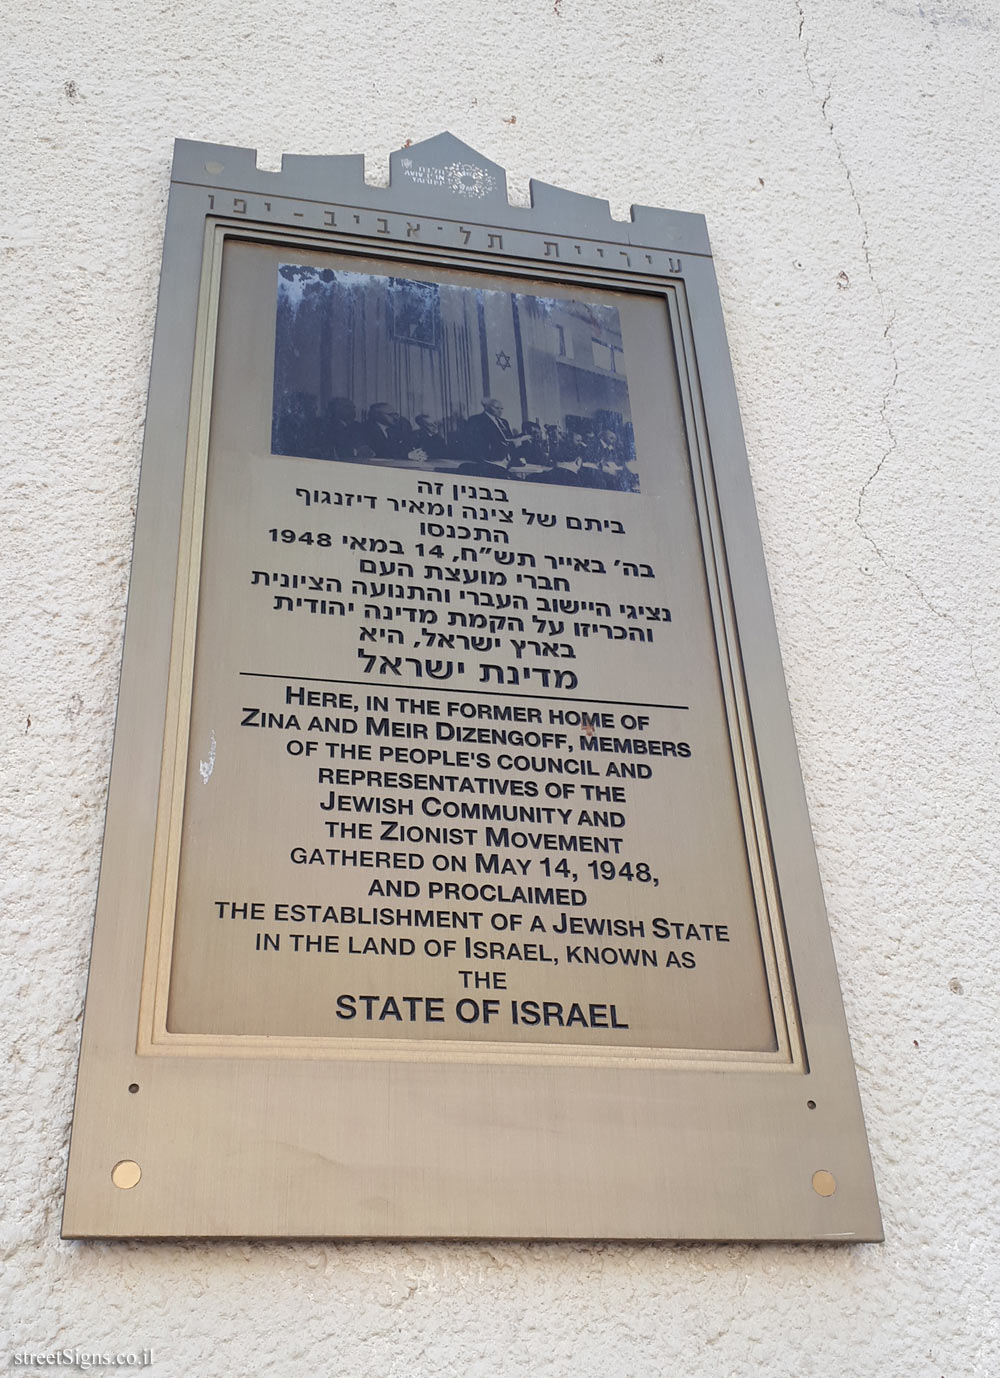 עיריית תל-אביב-יפו
בבנין זה
ביתם של צינה ומאיר דיזנגוף
התכנסו
בה׳ באייר תש״ח, 14 במאי 1948
חברי מועצת העם
נציגי היישוב העברי והתנועה הציונית
והכריזו על הקמת מדינה יהודית
בארץ ישראל, היא
מדינת ישראל
HERE, IN THE FORMER HOME OF
ZINA AND MEIR DIZENGOFF, MEMBERS
OF THE PEOPLE'S COUNCIL AND
REPRESENTATIVES OF THE
JEWISH COMMUNITY AND
THE ZIONIST MOVEMENT
GATHERED ON MAY 14, 1948,
AND PROCLAIMED
THE ESTABLISHMENT OF A JEWISH STATE
IN THE LAND OF ISRAEL, KNOWN AS
THE
STATE OF ISRAEL
streetSigns.co.il